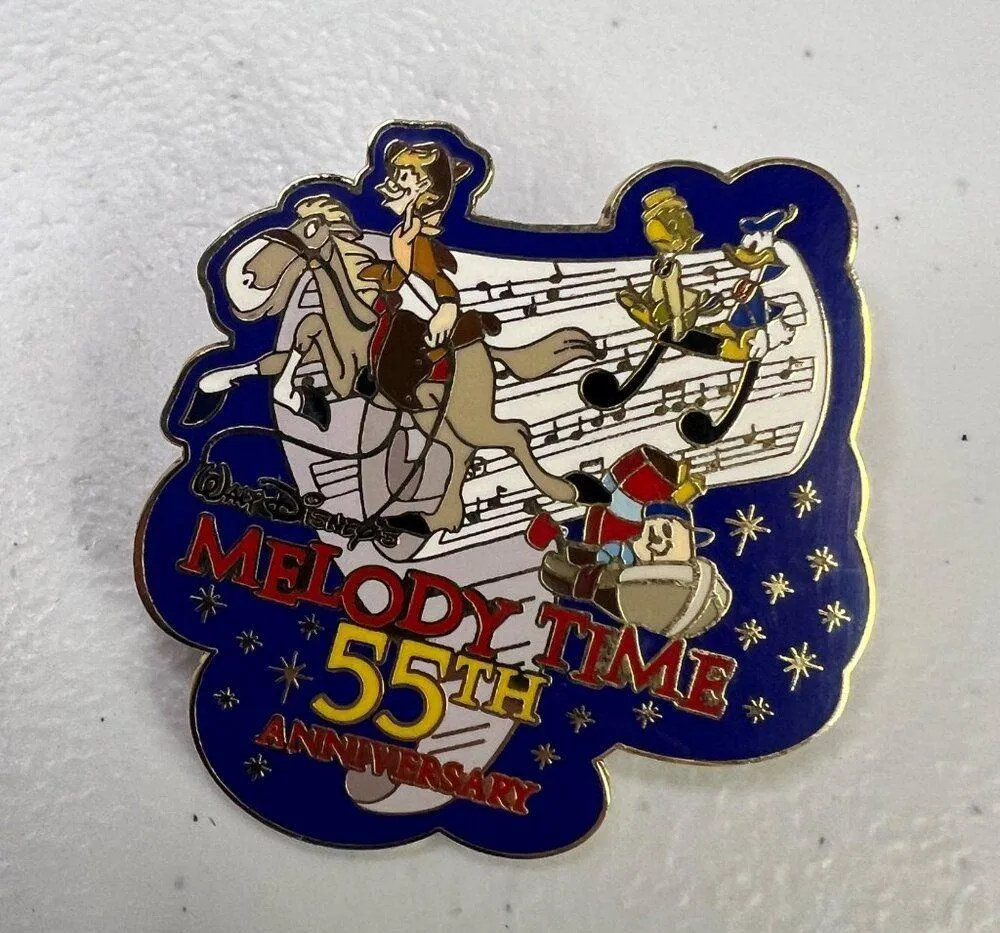 WALT DISNEY'S
MELODY TIME
55TH
ANNIVERSARY